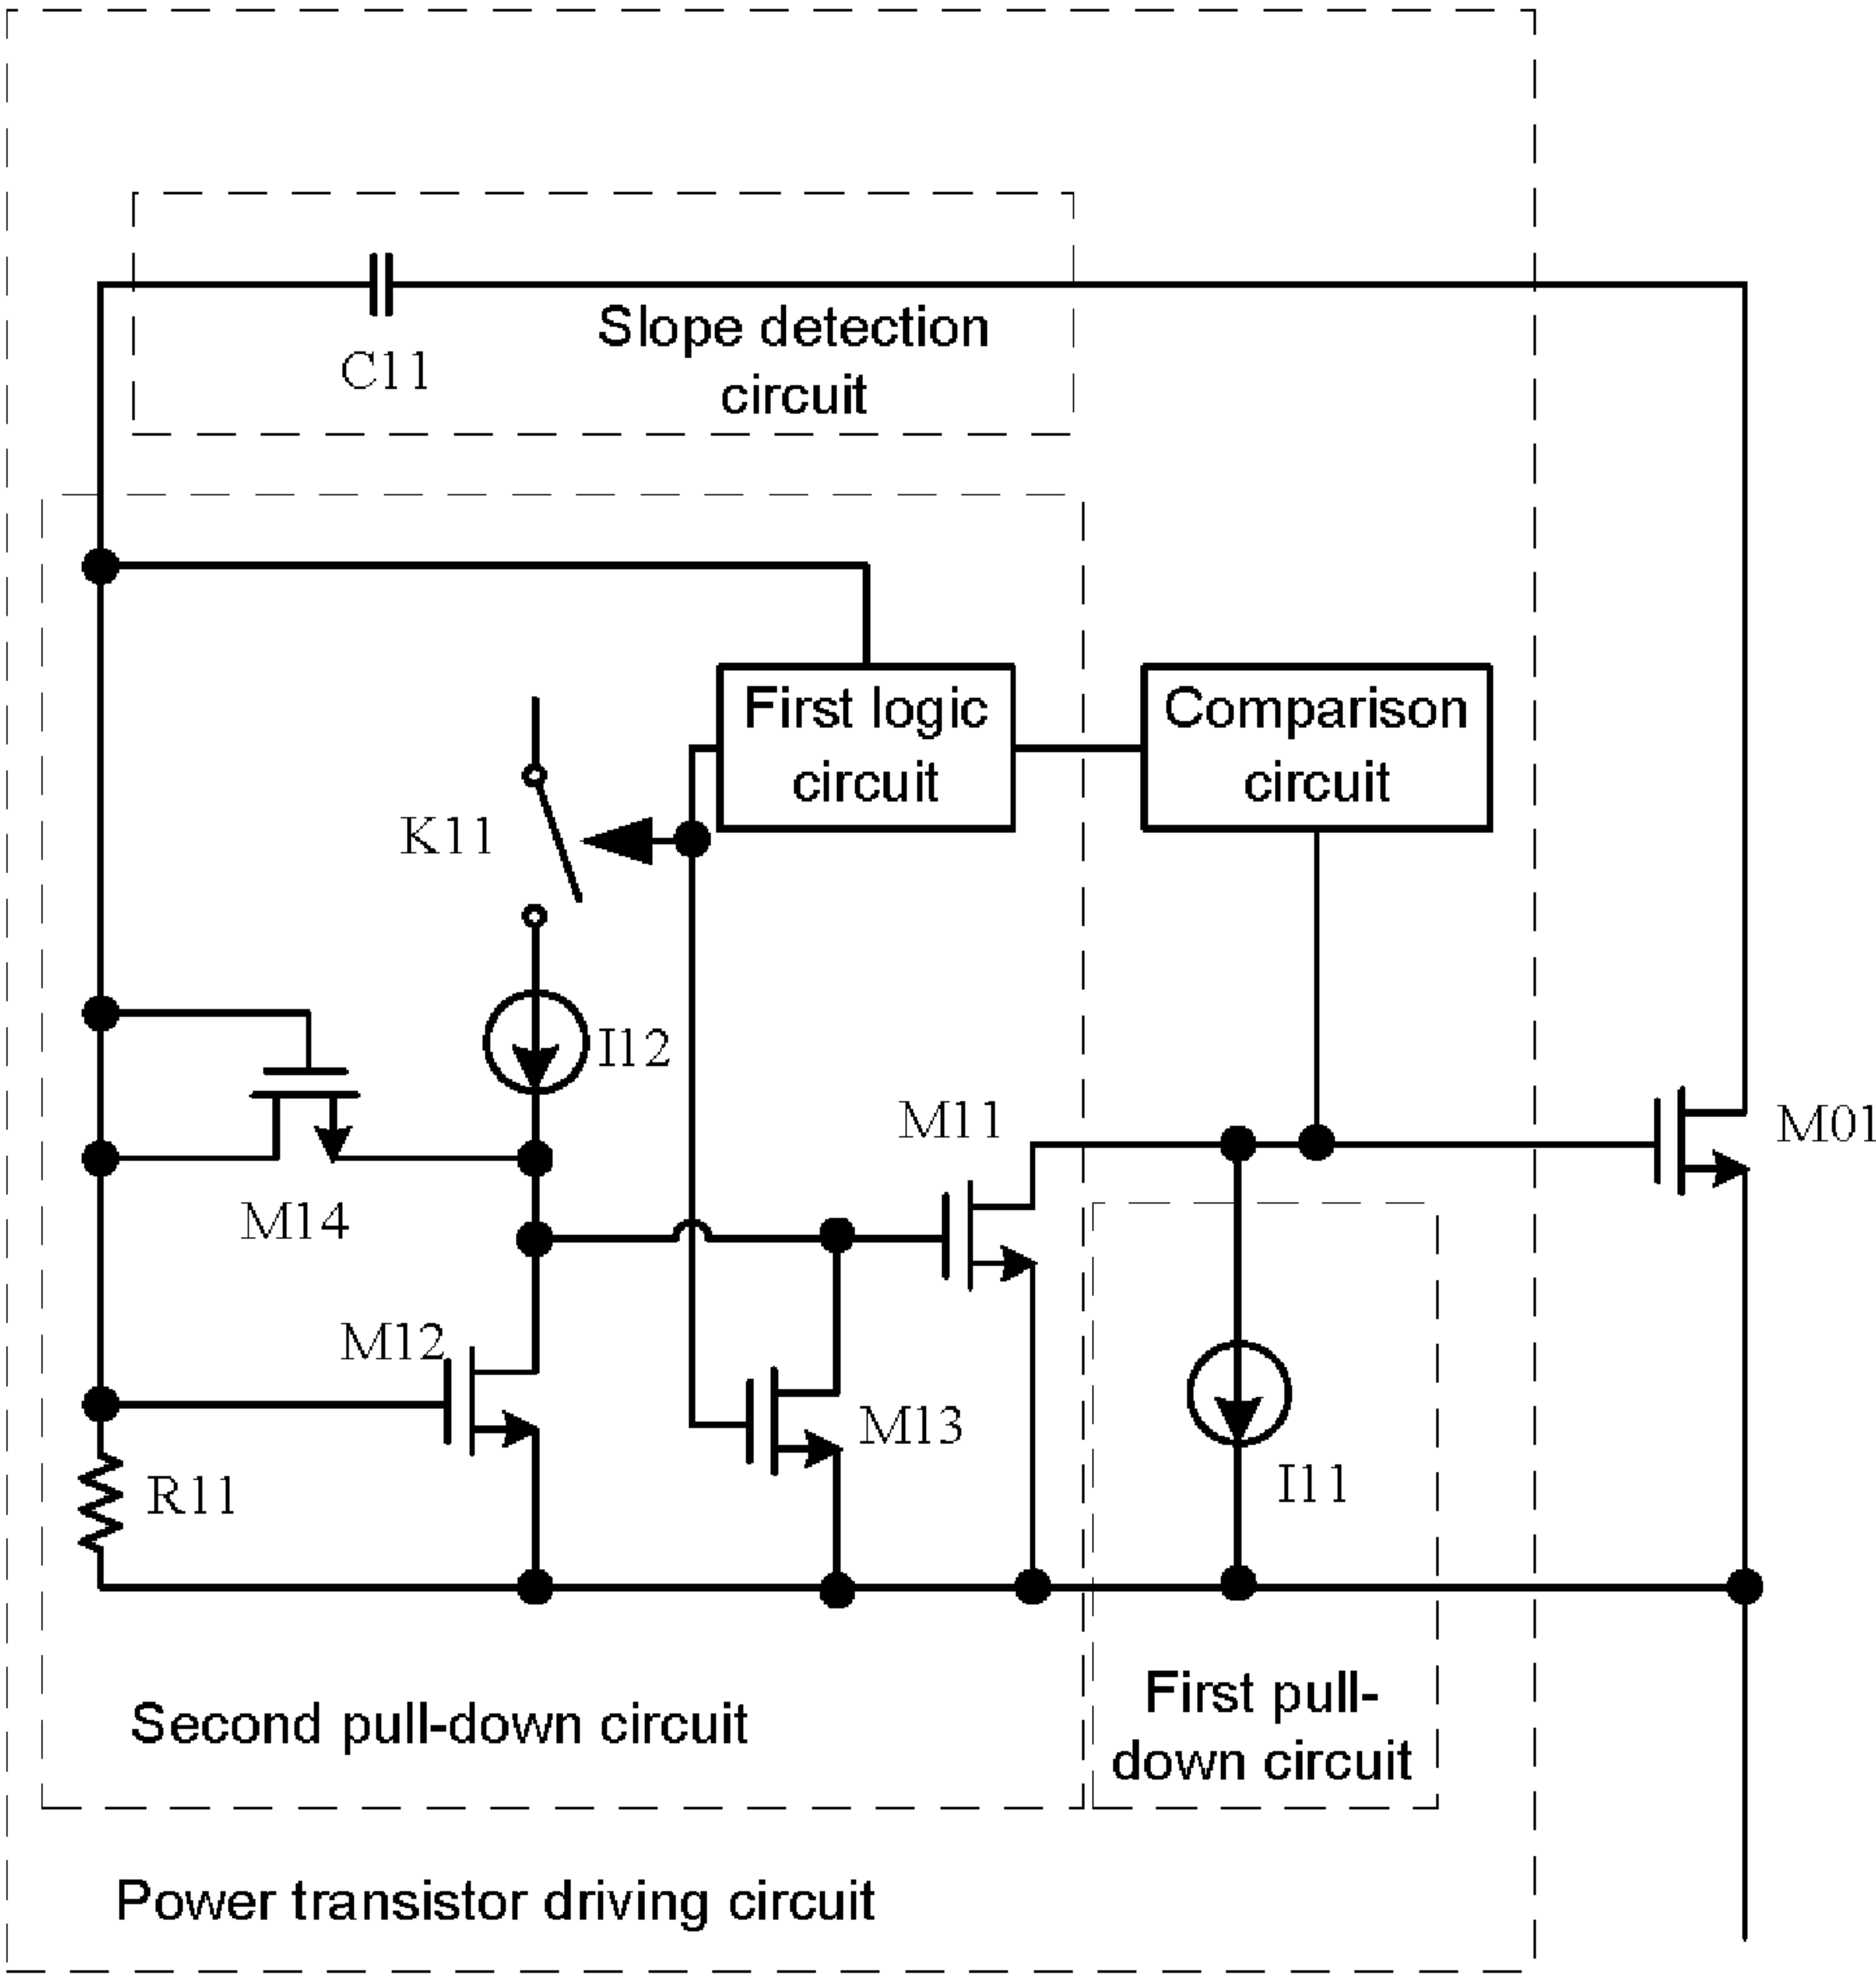 Slope detection
circuit
C11
First logic
circuit
Comparison
circuit
K11
I12
M11
M01
M14
M12
M13
R11
I11
First pull-
down circuit
Second pull-down circuit
Power transistor driving circuit